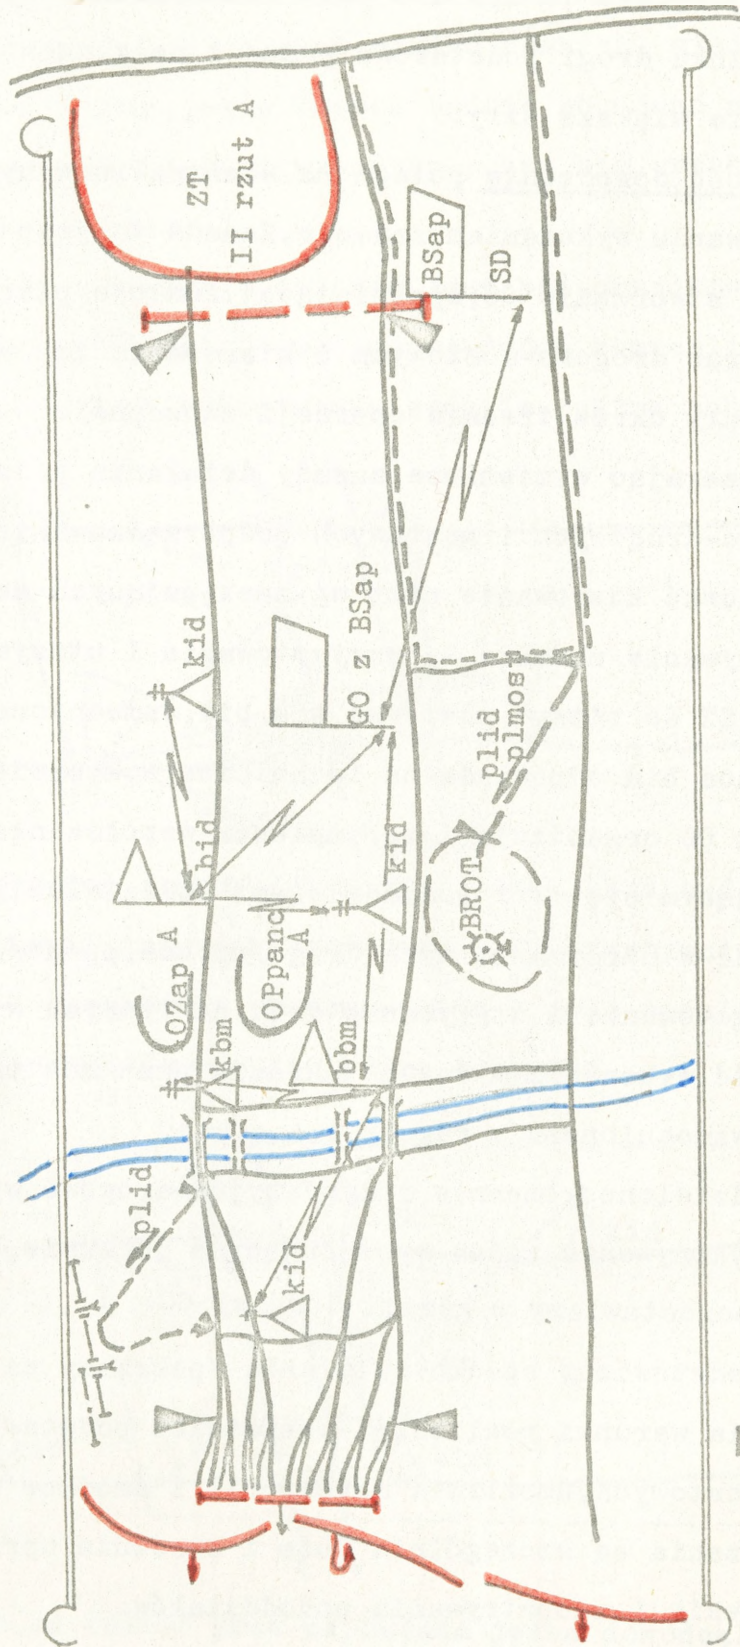 ZT
II rzut A
BSap
SD
kid
GO z BSap
bid
plid
plmost
kid
BROT
OZap A
OPpanc
A
kbm
bbm
plid
kid